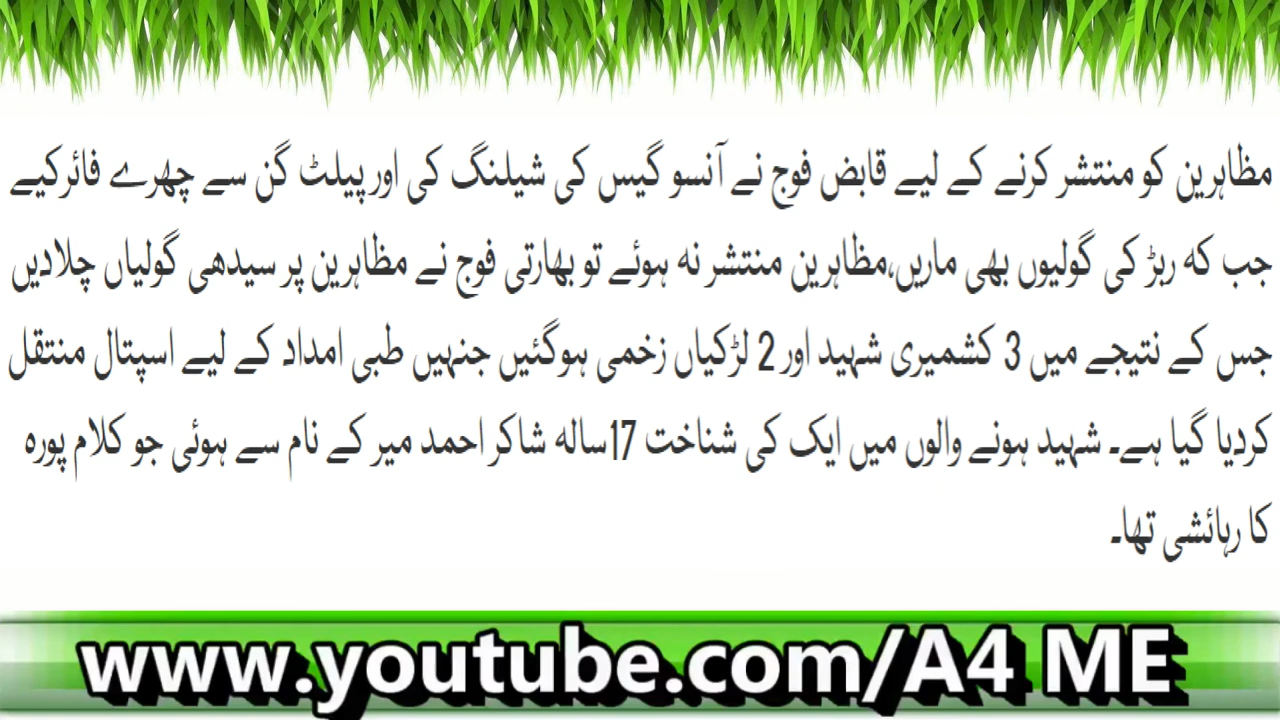 مظاہرین کو منتشر کرنے کے لیے قابض فوج نے آنسو گیس کی شیلنگ کی اور پیلٹ گن سے چھرے فائر کیے
جب کہ ربڑ کی گولیوں بھی ماریں،مظاہرین منتشر نہ ہوئے تو بھارتی فوج نے مظاہرین پر سیدھی گولیاں چلادیں
جس کے نتیجے میں 3 کشمیری شہید اور 2 لڑکیاں زخمی ہوگئیں جنہیں طبی امداد کے لیے اسپتال منتقل
کردیا گیا ہے۔ شہید ہونے والوں میں ایک کی شناخت 17سالہ شاکر احمد میر کے نام سے ہوئی جو کلام پورہ
کا رہائشی تھا۔
www.youtube.com/A4 ME